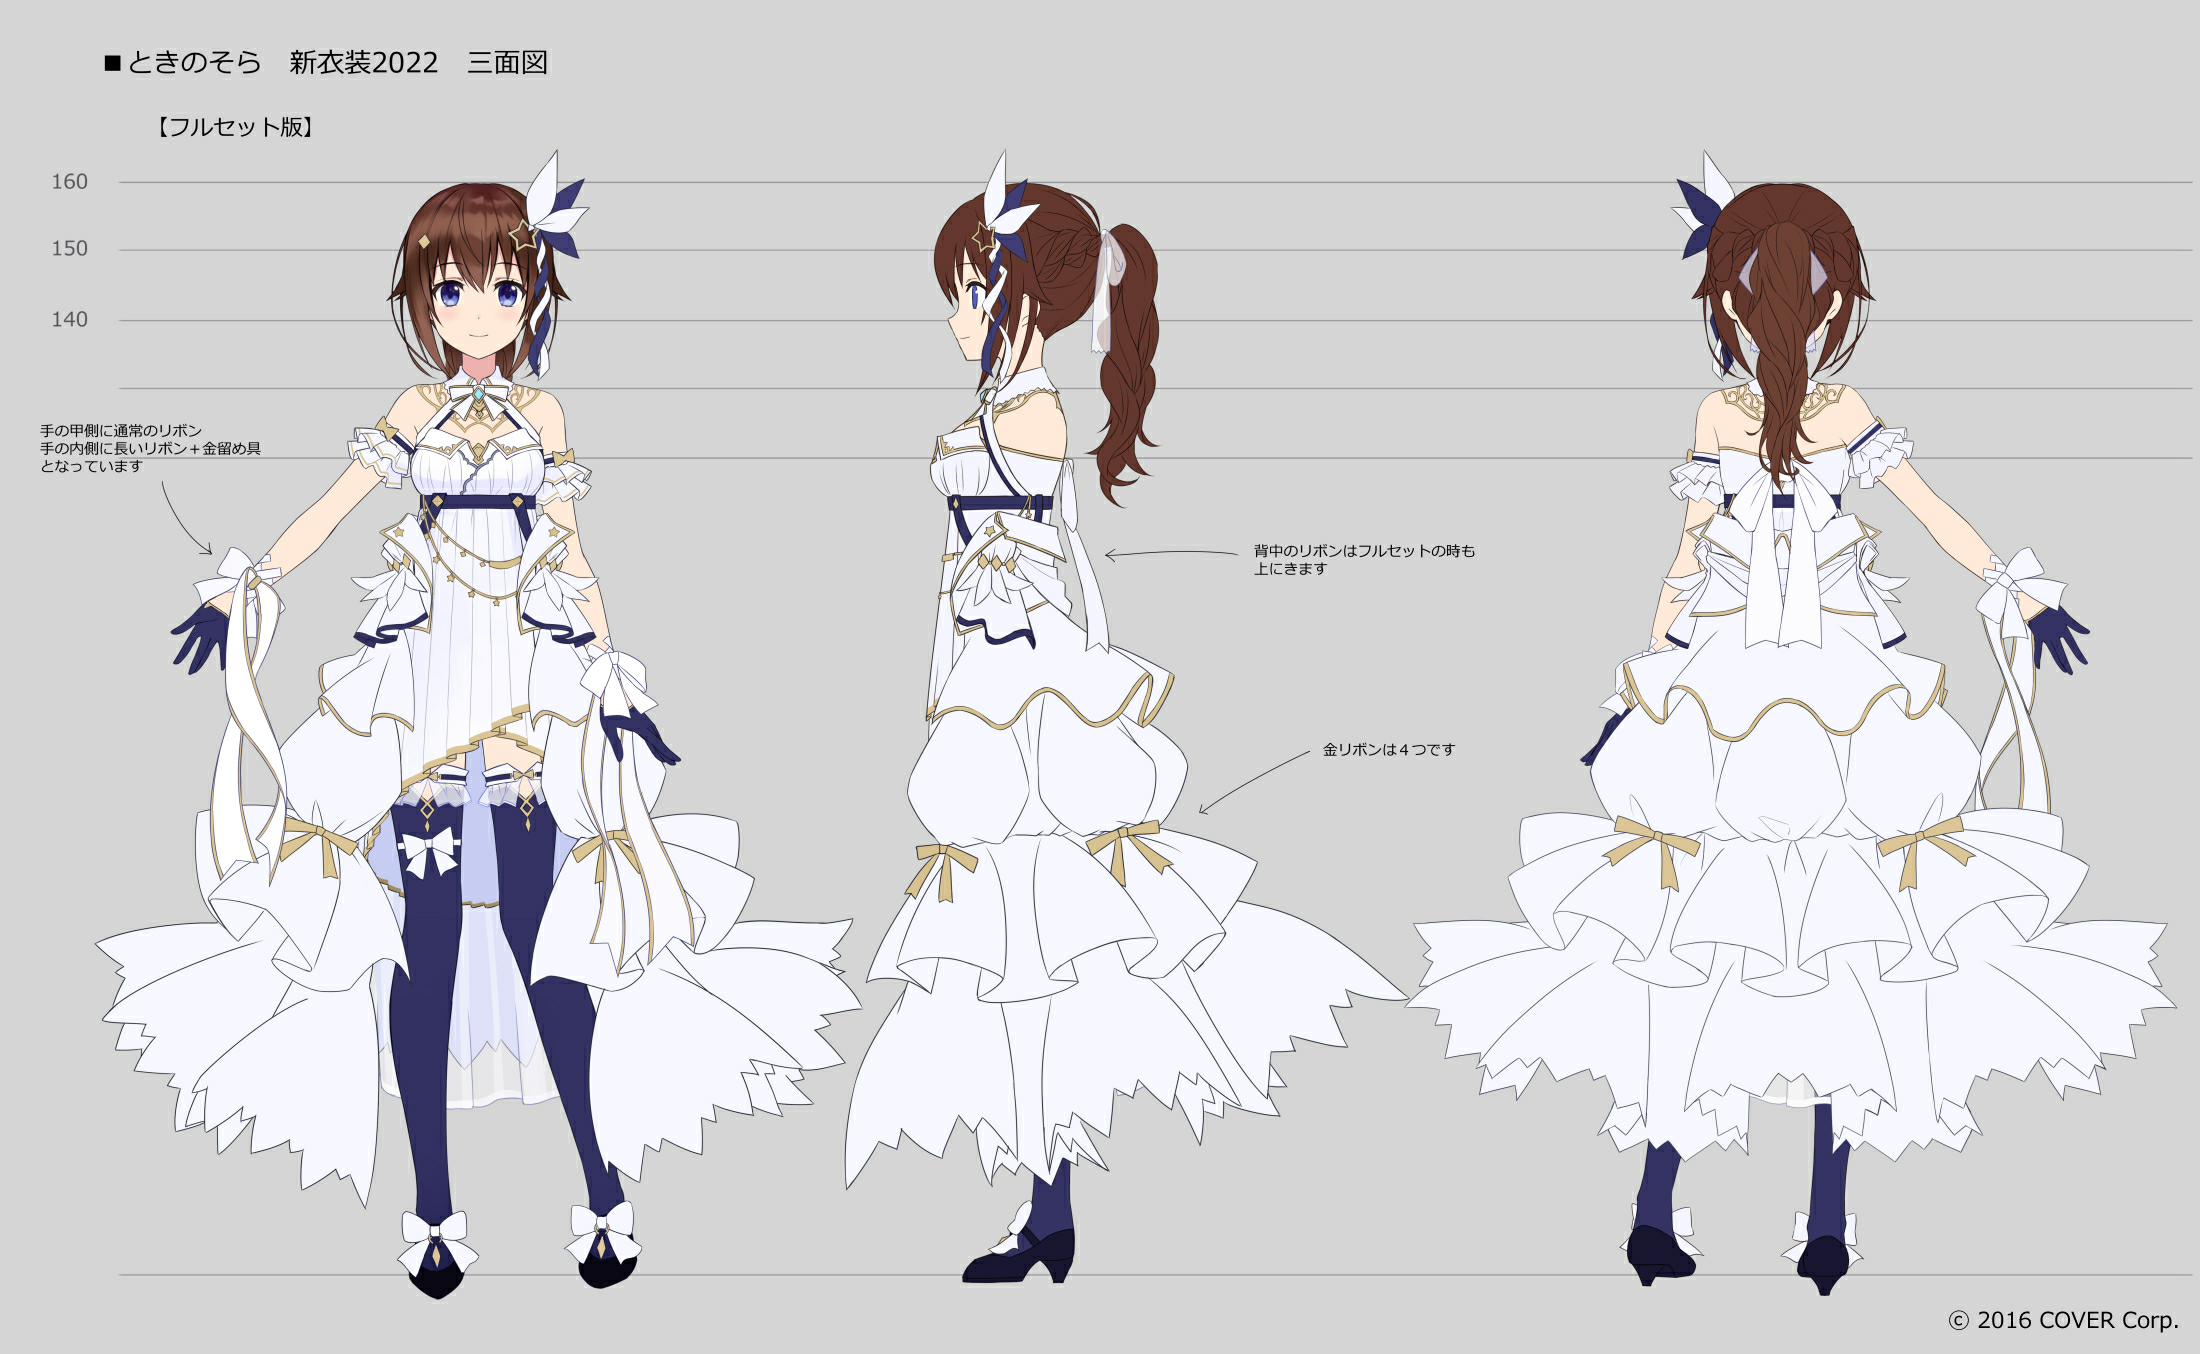 ■ときのそら　新衣装2022　三面図
【フルセット版】
160
150
140
手の甲側に通常のリボン
手の内側に長いリボン＋金留め具
となっています
背中のリボンはフルセットの時も
上にきます
金リボンは４つです
© 2016 COVER Corp.